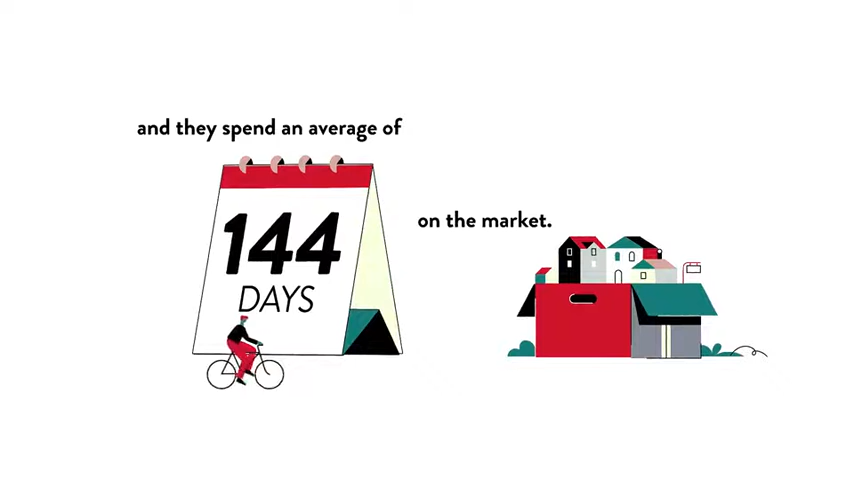 and they spend an average of
144
DAYS
on the market.